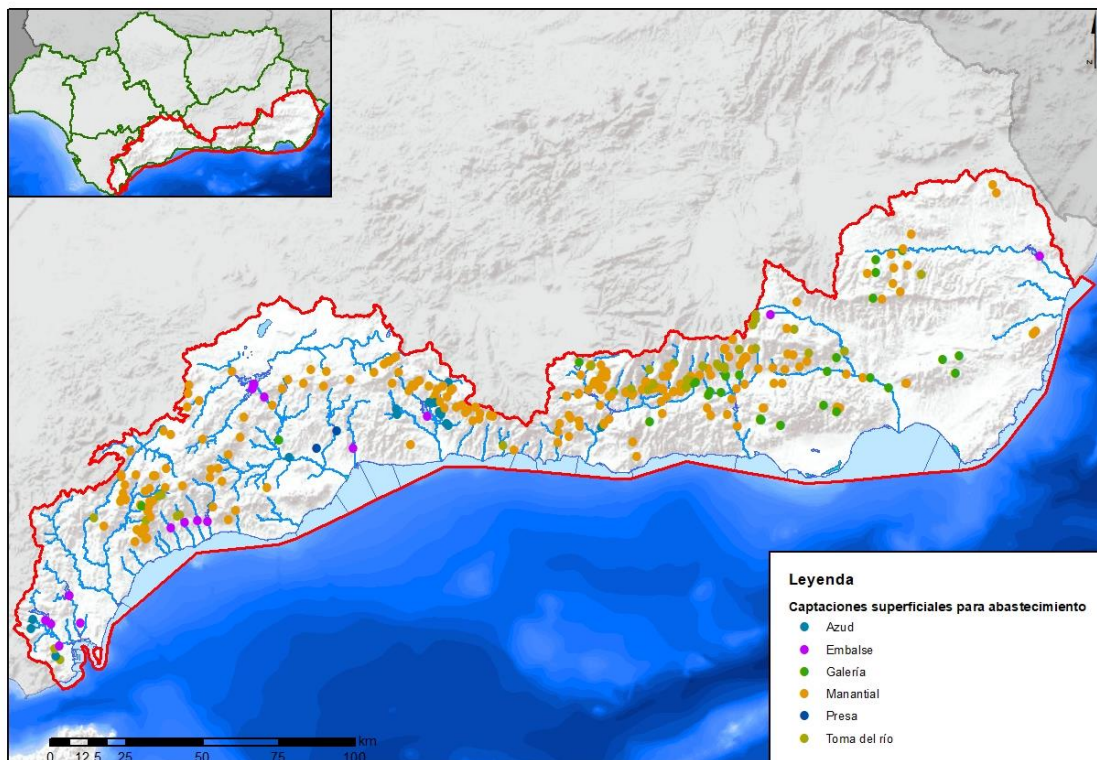 N
Leyenda
Captaciones superficiales para abastecimiento
Azud
Embalse
Galería
Manantial
Presa
Toma del río
km
0 12,5 25 50 75 100